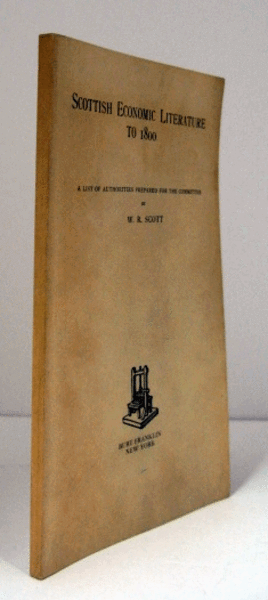 SCOTTISH ECONOMIC LITERATURE
TO 1800
A LIST OF AUTHORITIES PREPARED FOR THE COMMITTEE
BY
W. R. SCOTT
BURT FRANKLIN
NEW YORK